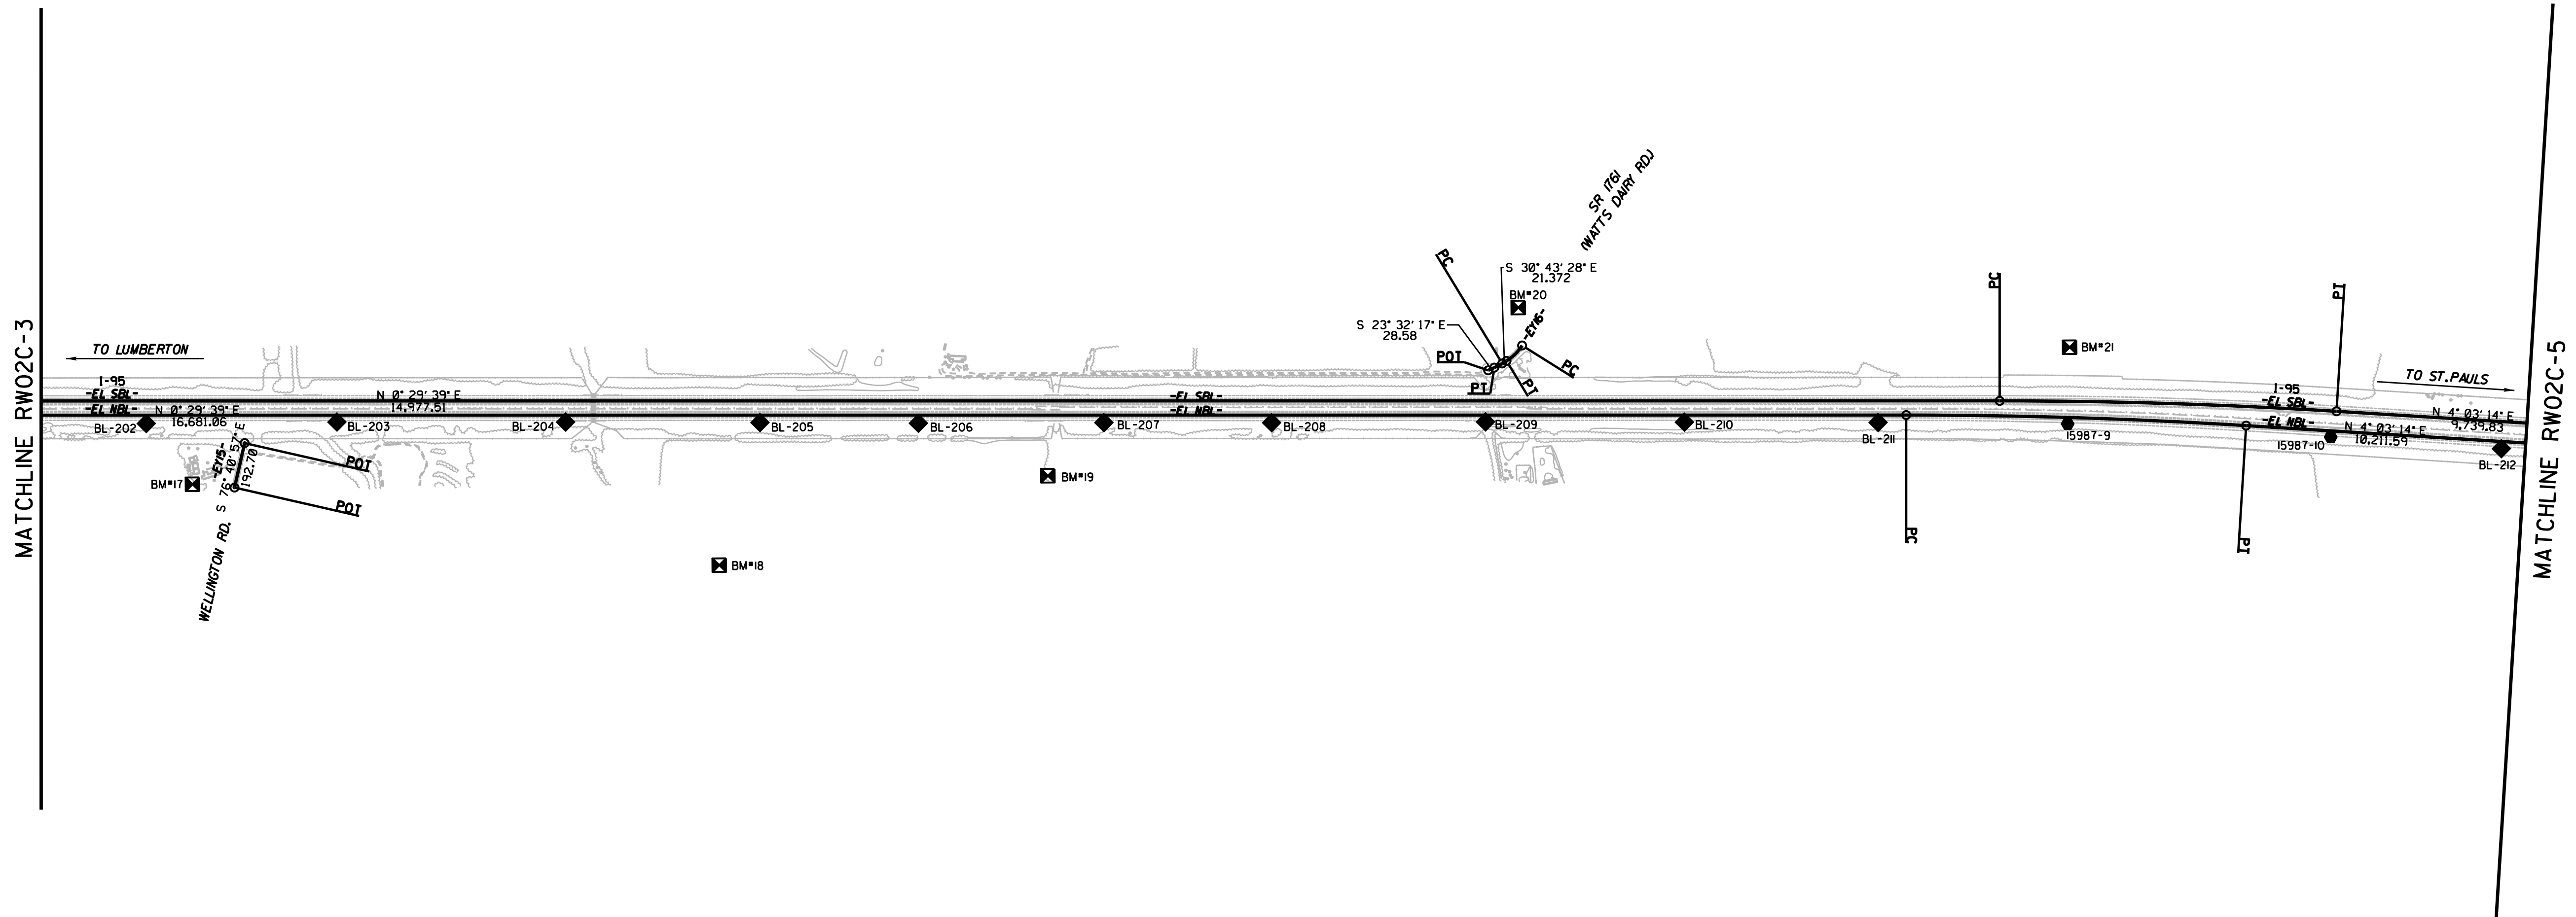 MATCHLINE RW02C-3
TO LUMBERTON
I-95
-EL SBL-
-EL NBL-
N 0° 29' 39" E
16,681.06
N 0° 29' 39" E
14,977.51
BL-202
BL-203
BL-204
BL-205
BL-206
BL-207
BL-208
BL-209
BL-210
BL-211
BL-212
-EL SBL-
-EL NBL-
BM#17
-EY15-
S 76° 40' 57" E
192.70
WELLINGTON RD.
POT
POT
BM#18
BM#19
SR 1761
(WATTS DAIRY RD.)
PC
S 30° 43' 28" E
21.372
BM#20
-EY16-
S 23° 32' 17" E
28.58
POT
PI
PI
PC
PC
PC
BM#21
PI
PI
15987-9
15987-10
I-95
-EL SBL-
-EL NBL-
TO ST.PAULS
N 4° 03' 14" E
9,739.83
N 4° 03' 14" E
10,211.59
MATCHLINE RW02C-5